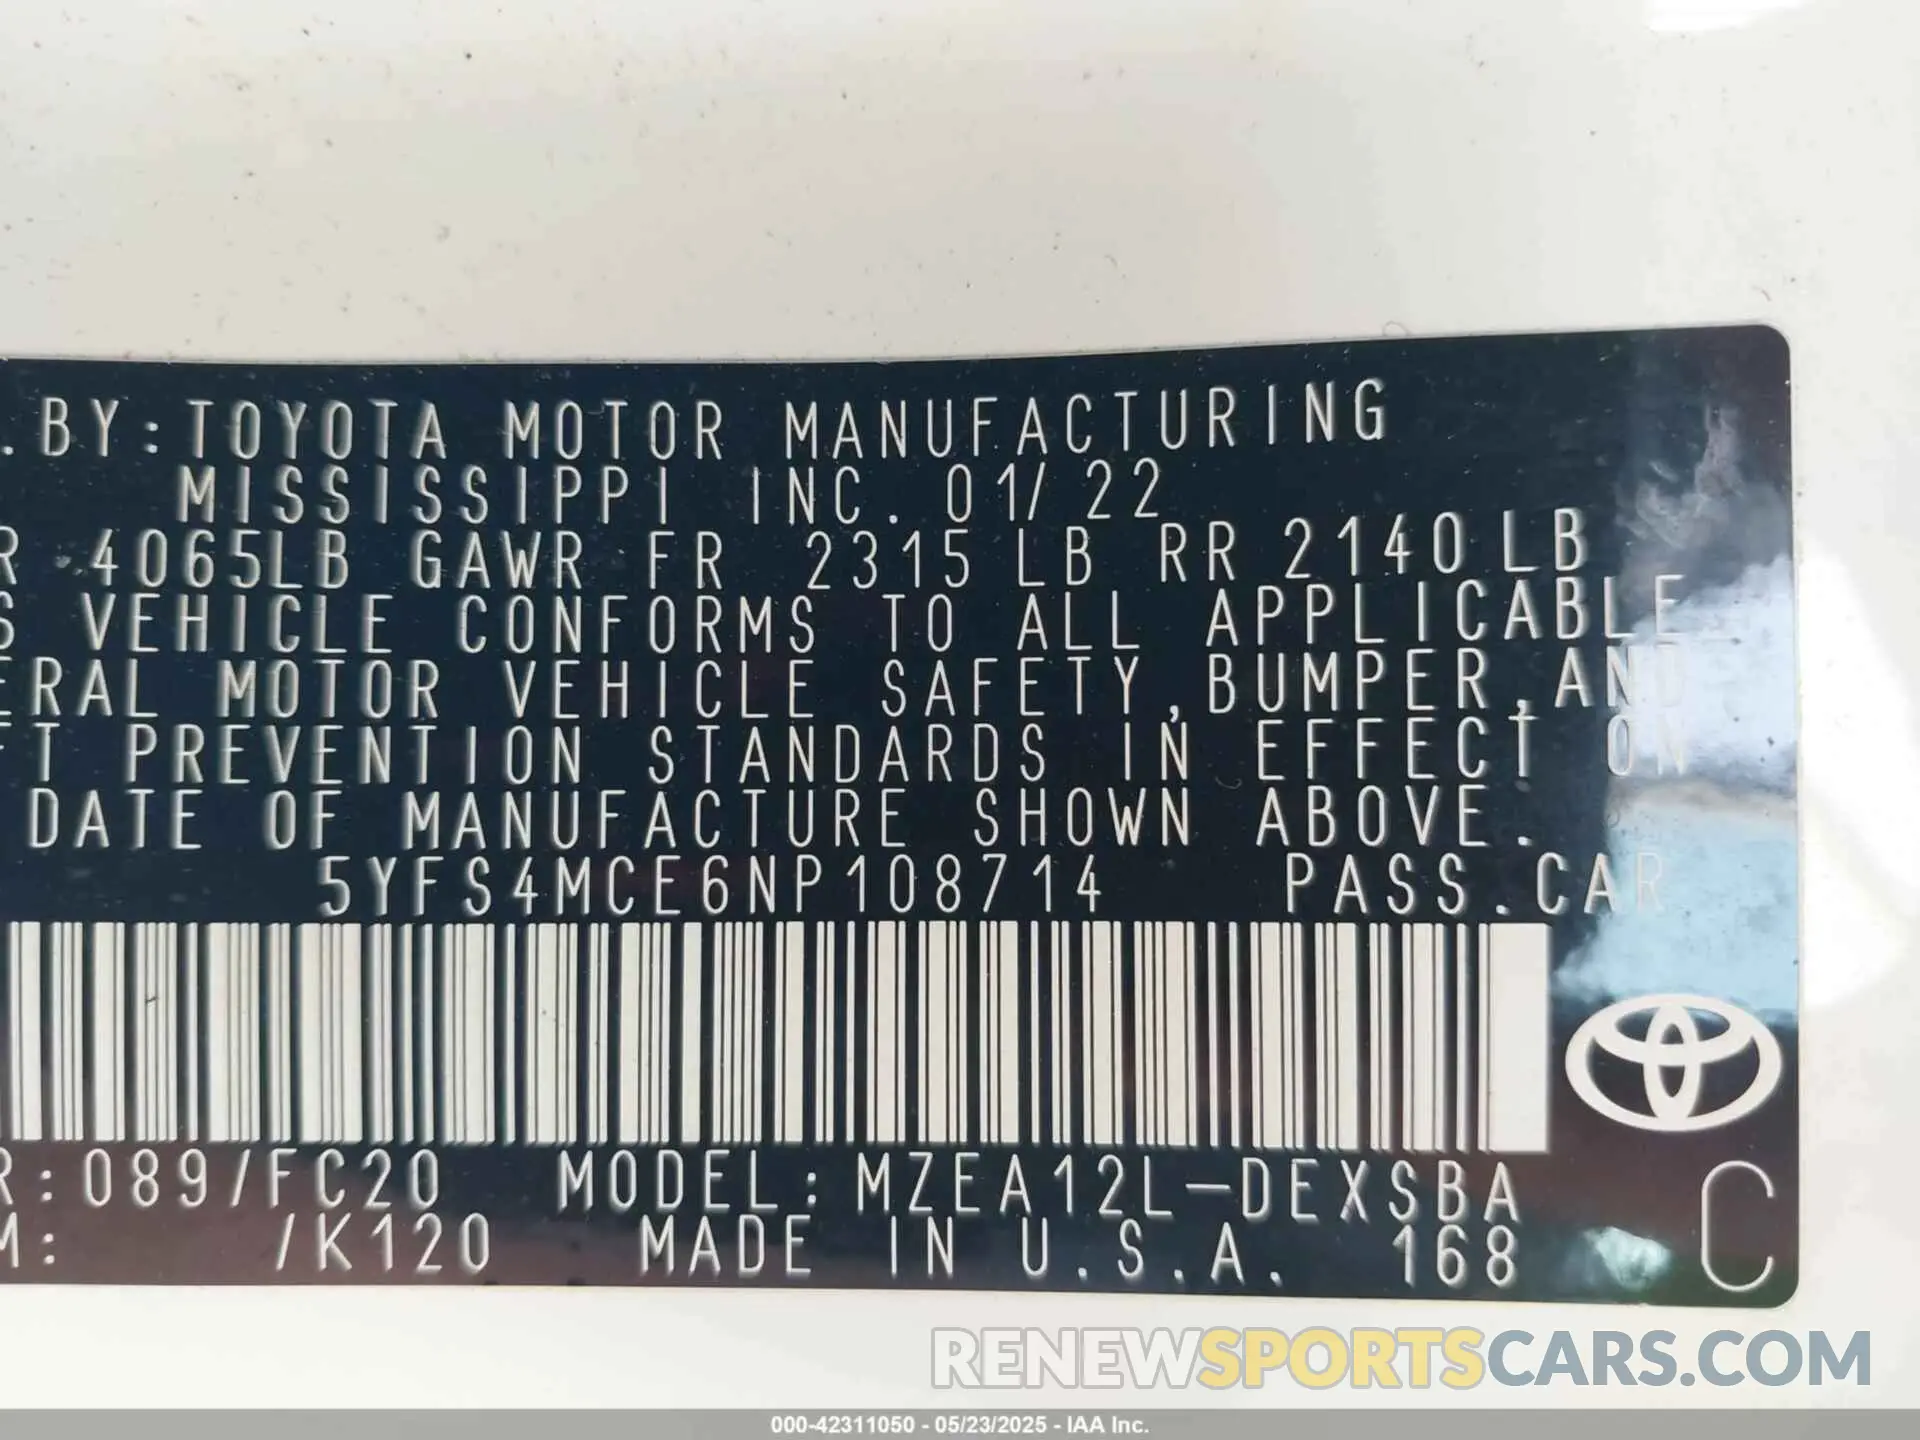 . BY: TOYOTA MOTOR MANUFACTURING
MISSISSIPPI INC. 01/22
R 4065LB GAWR FR 2315 LB RR 2140 LB
S VEHICLE CONFORMS TO ALL APPLICABLE
ERAL MOTOR VEHICLE SAFETY, BUMPER, AND
FT PREVENTION STANDARDS IN EFFECT ON
DATE OF MANUFACTURE SHOWN ABOVE.
5YFS4MCE6NP108714 PASS. CAR
R: 089/FC20 MODEL: MZEA12L-DEXSBA
M: /K120 MADE IN U.S.A. 168
C
RENEWSPORTSCARS.COM
000-42311050 - 05/23/2025 - IAA Inc.